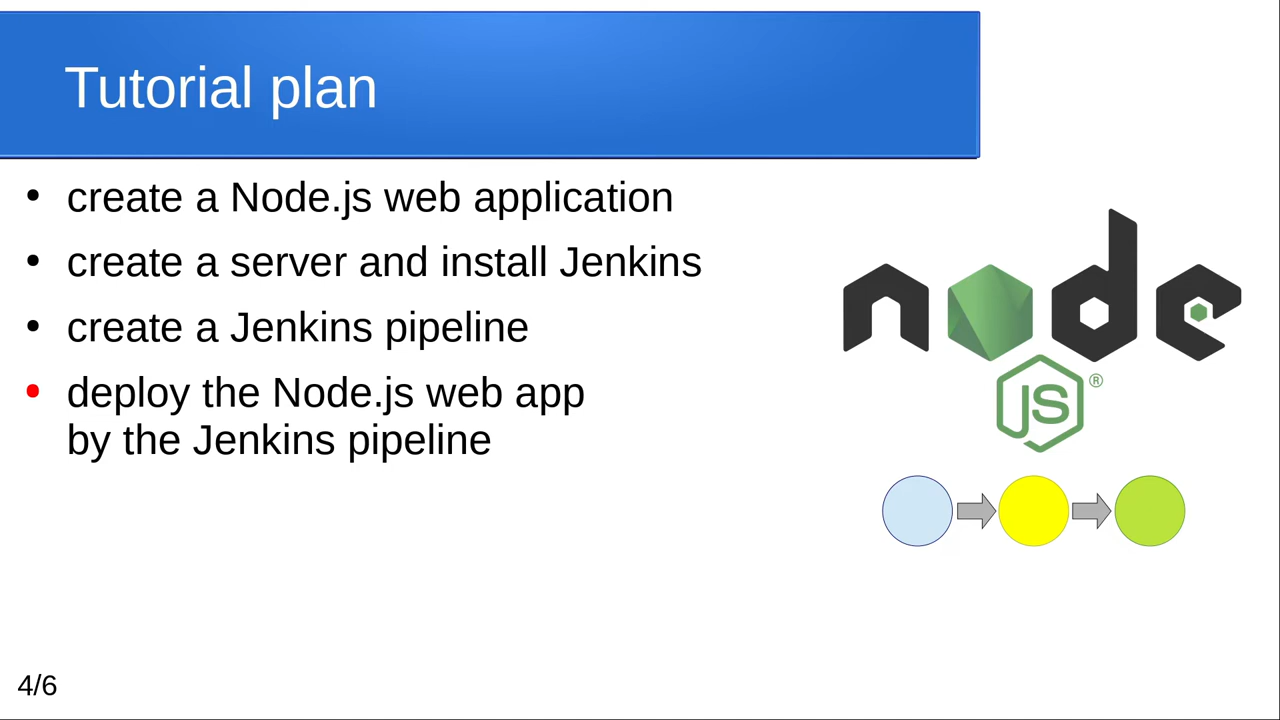 Tutorial plan
• create a Node.js web application
• create a server and install Jenkins
• create a Jenkins pipeline
• deploy the Node.js web app
by the Jenkins pipeline
node
JS ®
4/6